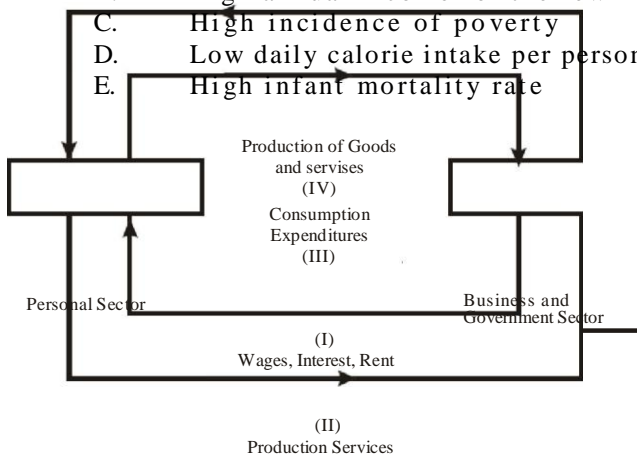 C. High incidence of poverty
D. Low daily calorie intake per person
E. High infant mortality rate
Production of Goods
and servises
(IV)
Consumption
Expenditures
(III)
Personal Sector
Business and
Government Sector
(I)
Wages, Interest, Rent
(II)
Production Services